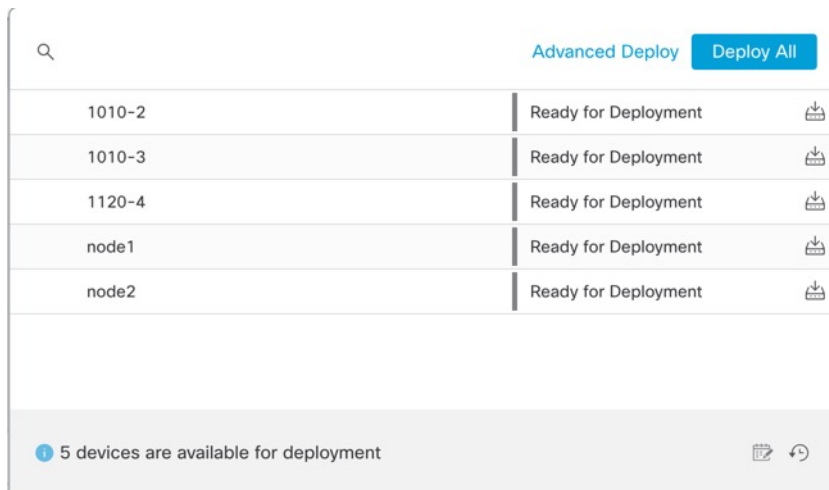 Advanced Deploy Deploy All
1010-2 Ready for Deployment
1010-3 Ready for Deployment
1120-4 Ready for Deployment
node1 Ready for Deployment
node2 Ready for Deployment
5 devices are available for deployment